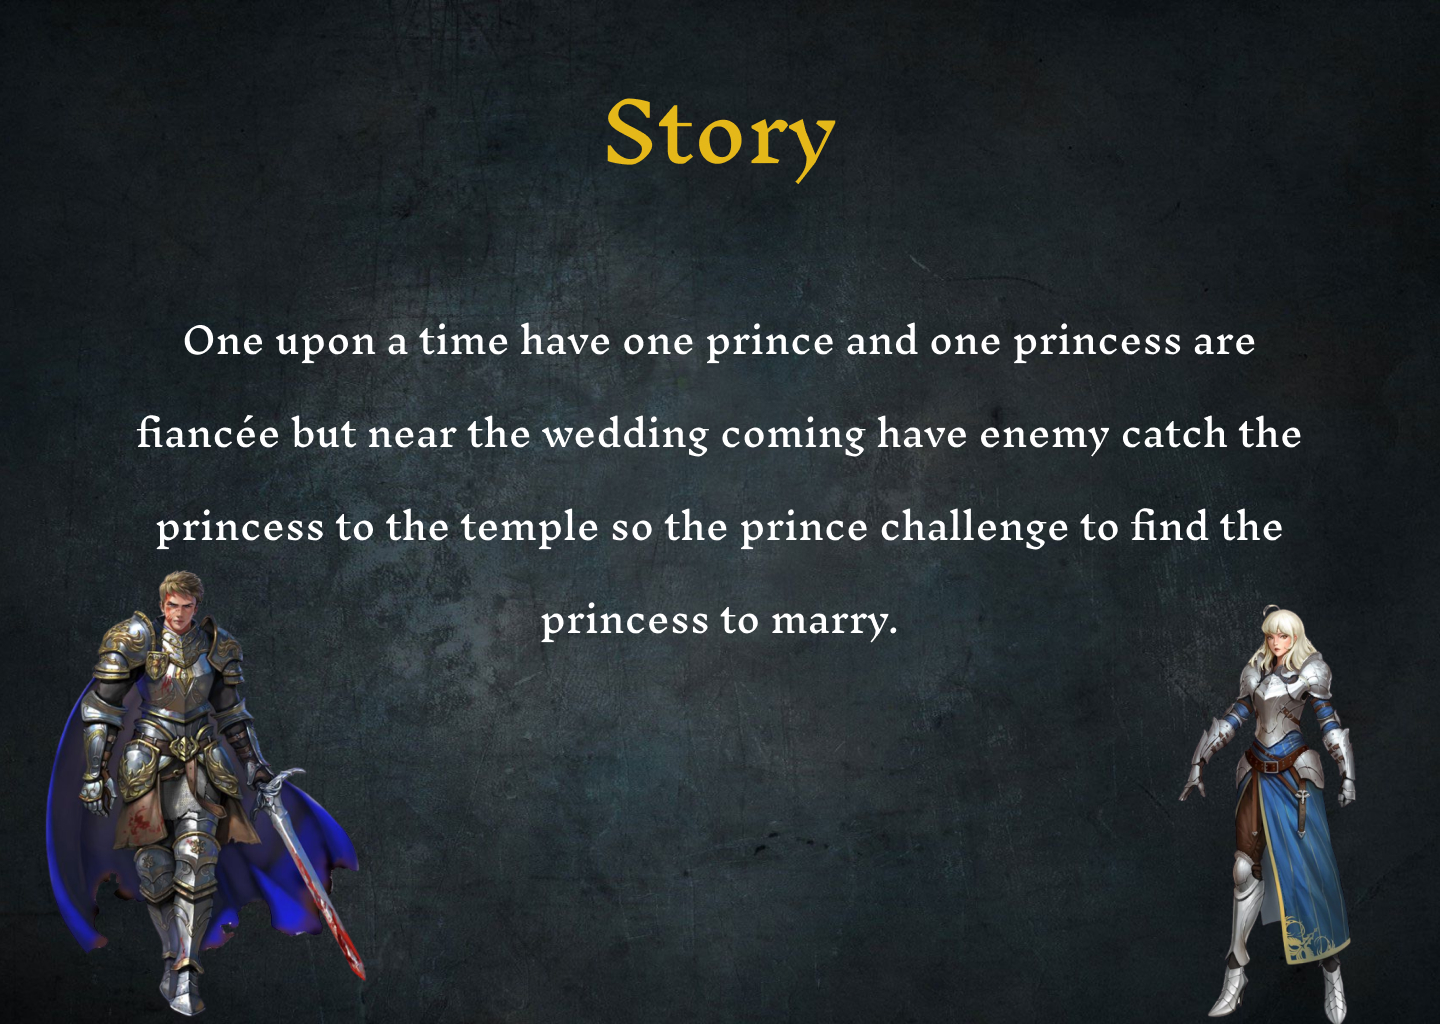 Story
One upon a time have one prince and one princess are
fiancée but near the wedding coming have enemy catch the
princess to the temple so the prince challenge to find the
princess to marry.